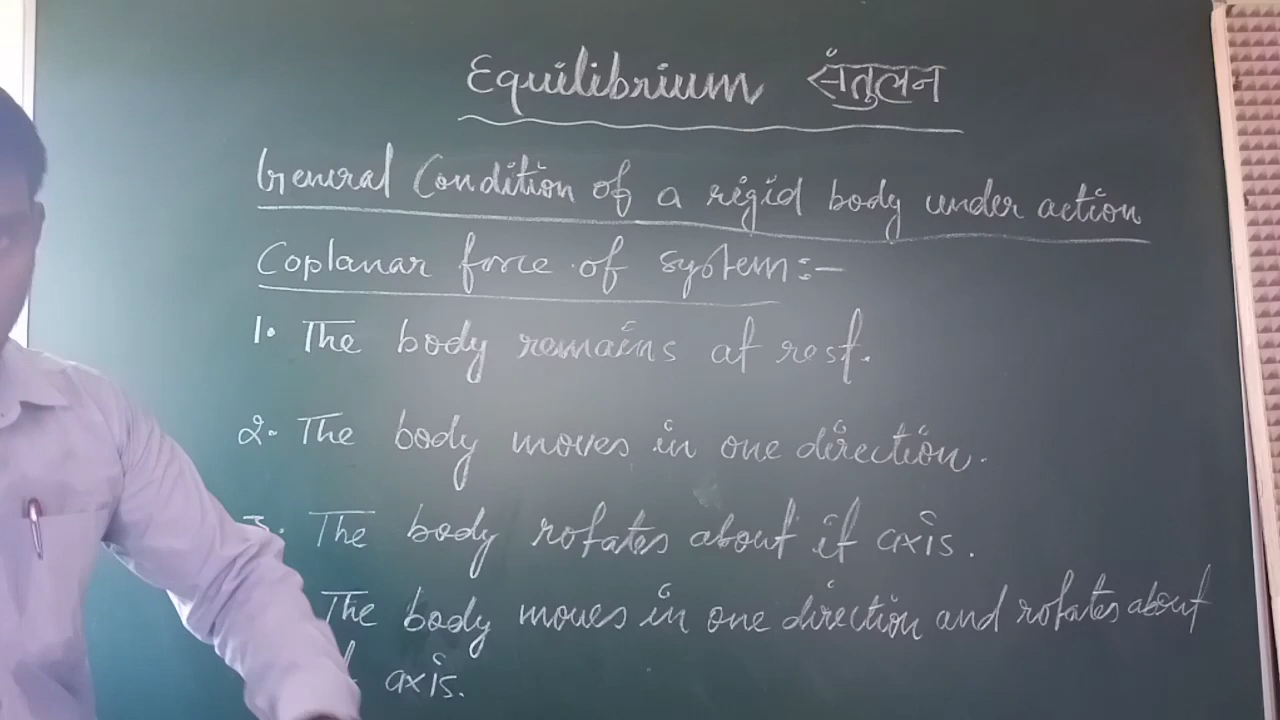 Equilibrium संतुलन
General Condition of a rigid body under action
Coplanar force of system:-
1. The body remains at rest.
2. The body moves in one direction.
3. The body rotates about it axis.
The body moves in one direction and rotates about
axis.